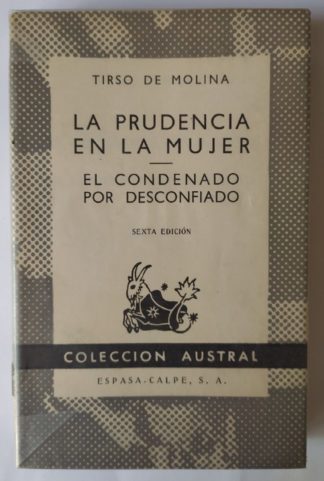 TIRSO DE MOLINA
LA PRUDENCIA
EN LA MUJER
EL CONDENADO
POR DESCONFIADO
SEXTA EDICIÓN
COLECCION AUSTRAL
ESPASA-CALPE, S. A.